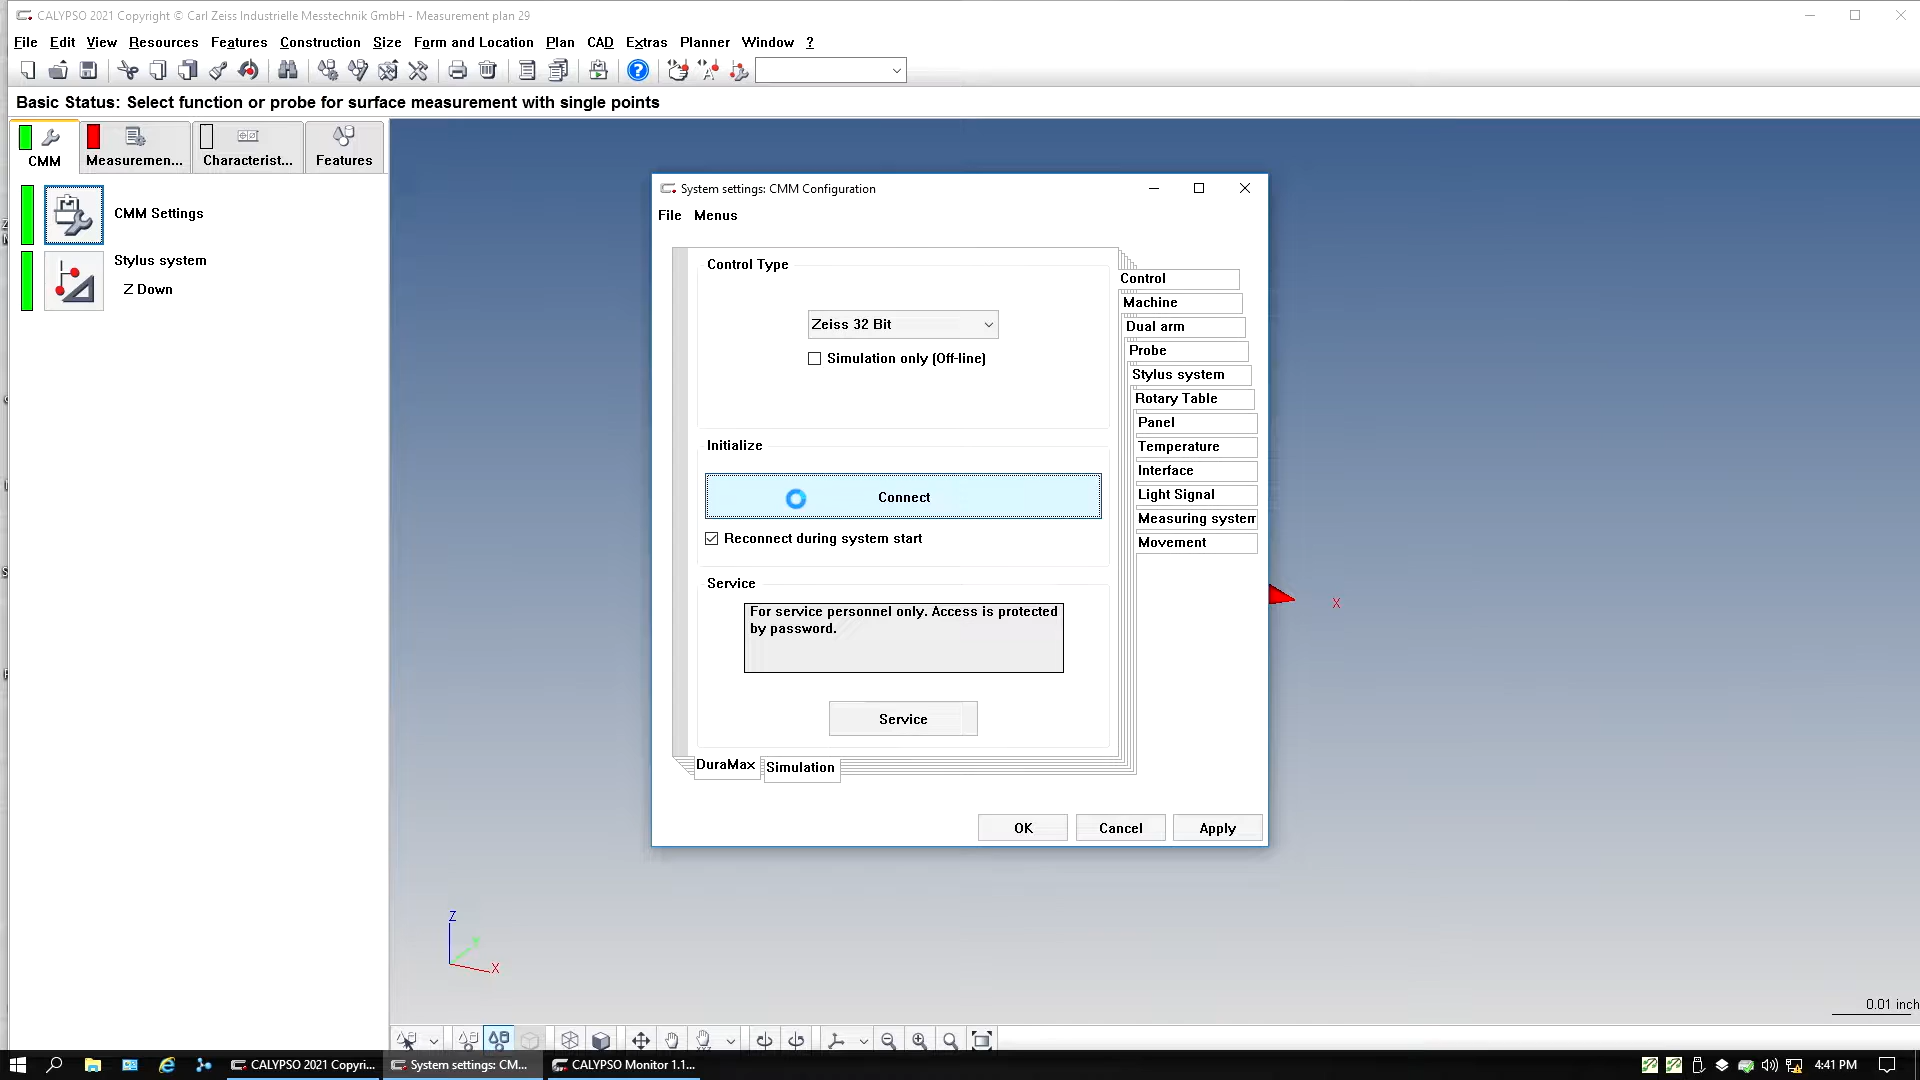 CALYPSO 2021 Copyright © Carl Zeiss Industrielle Messtechnik GmbH - Measurement plan 29
File Edit View Resources Features Construction Size Form and Location Plan CAD Extras Planner Window ?
Basic Status: Select function or probe for surface measurement with single points
CMM
Measuremen...
Characterist...
Features
CMM Settings
Stylus system
Z Down
System settings: CMM Configuration
File Menus
Control Type
Zeiss 32 Bit
Simulation only (Off-line)
Initialize
Connect
Reconnect during system start
Service
For service personnel only. Access is protected
by password.
Service
DuraMax
Simulation
Control
Machine
Dual arm
Probe
Stylus system
Rotary Table
Panel
Temperature
Interface
Light Signal
Measuring system
Movement
OK
Cancel
Apply
X
Z
Y
X
0.01 inch
CALYPSO 2021 Copyri...
System settings: CM...
CALYPSO Monitor 1.1...
4:41 PM